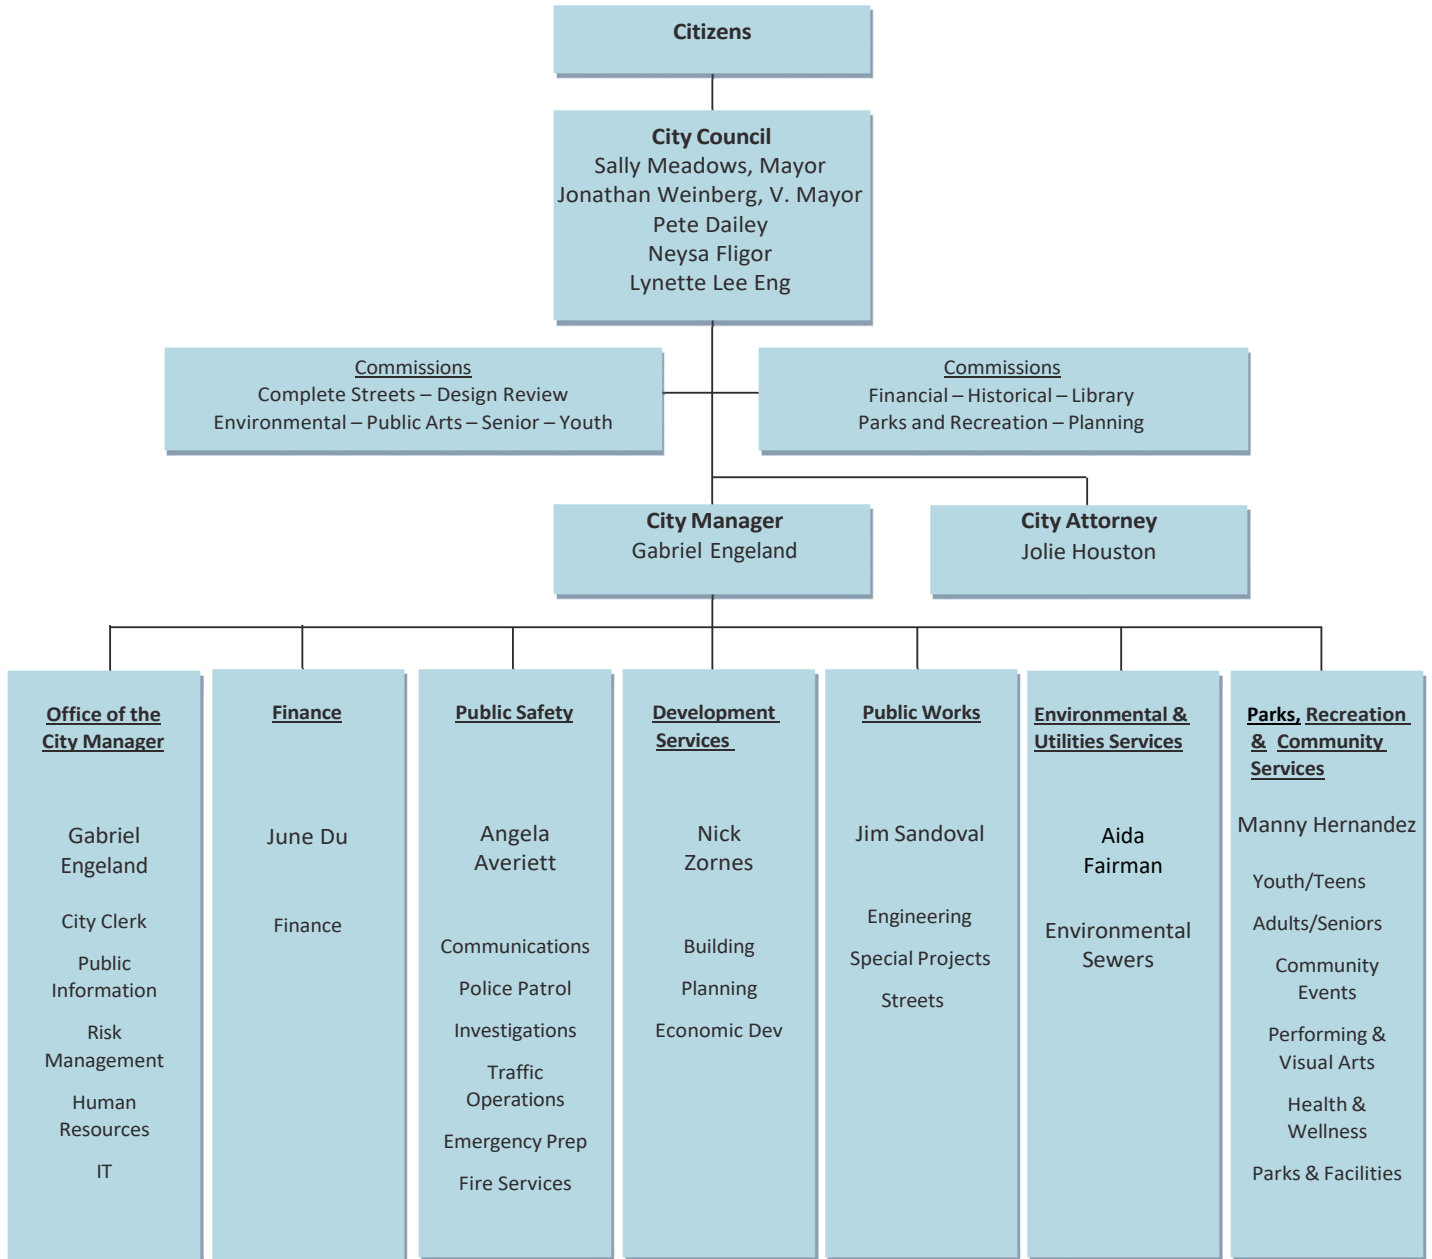 Citizens
City Council
Sally Meadows, Mayor
Jonathan Weinberg, V. Mayor
Pete Dailey
Neysa Fligor
Lynette Lee Eng
Commissions
Complete Streets – Design Review
Environmental – Public Arts – Senior – Youth
Commissions
Financial – Historical – Library
Parks and Recreation – Planning
City Manager
Gabriel Engeland
City Attorney
Jolie Houston
Office of the
City Manager
Gabriel
Engeland
City Clerk
Public
Information
Risk
Management
Human
Resources
IT
Finance
June Du
Finance
Public Safety
Angela
Averiett
Communications
Police Patrol
Investigations
Traffic
Operations
Emergency Prep
Fire Services
Development
Services
Nick
Zornes
Building
Planning
Economic Dev
Public Works
Jim Sandoval
Engineering
Special Projects
Streets
Environmental &
Utilities Services
Aida
Fairman
Environmental
Sewers
Parks, Recreation
& Community
Services
Manny Hernandez
Youth/Teens
Adults/Seniors
Community
Events
Performing &
Visual Arts
Health &
Wellness
Parks & Facilities